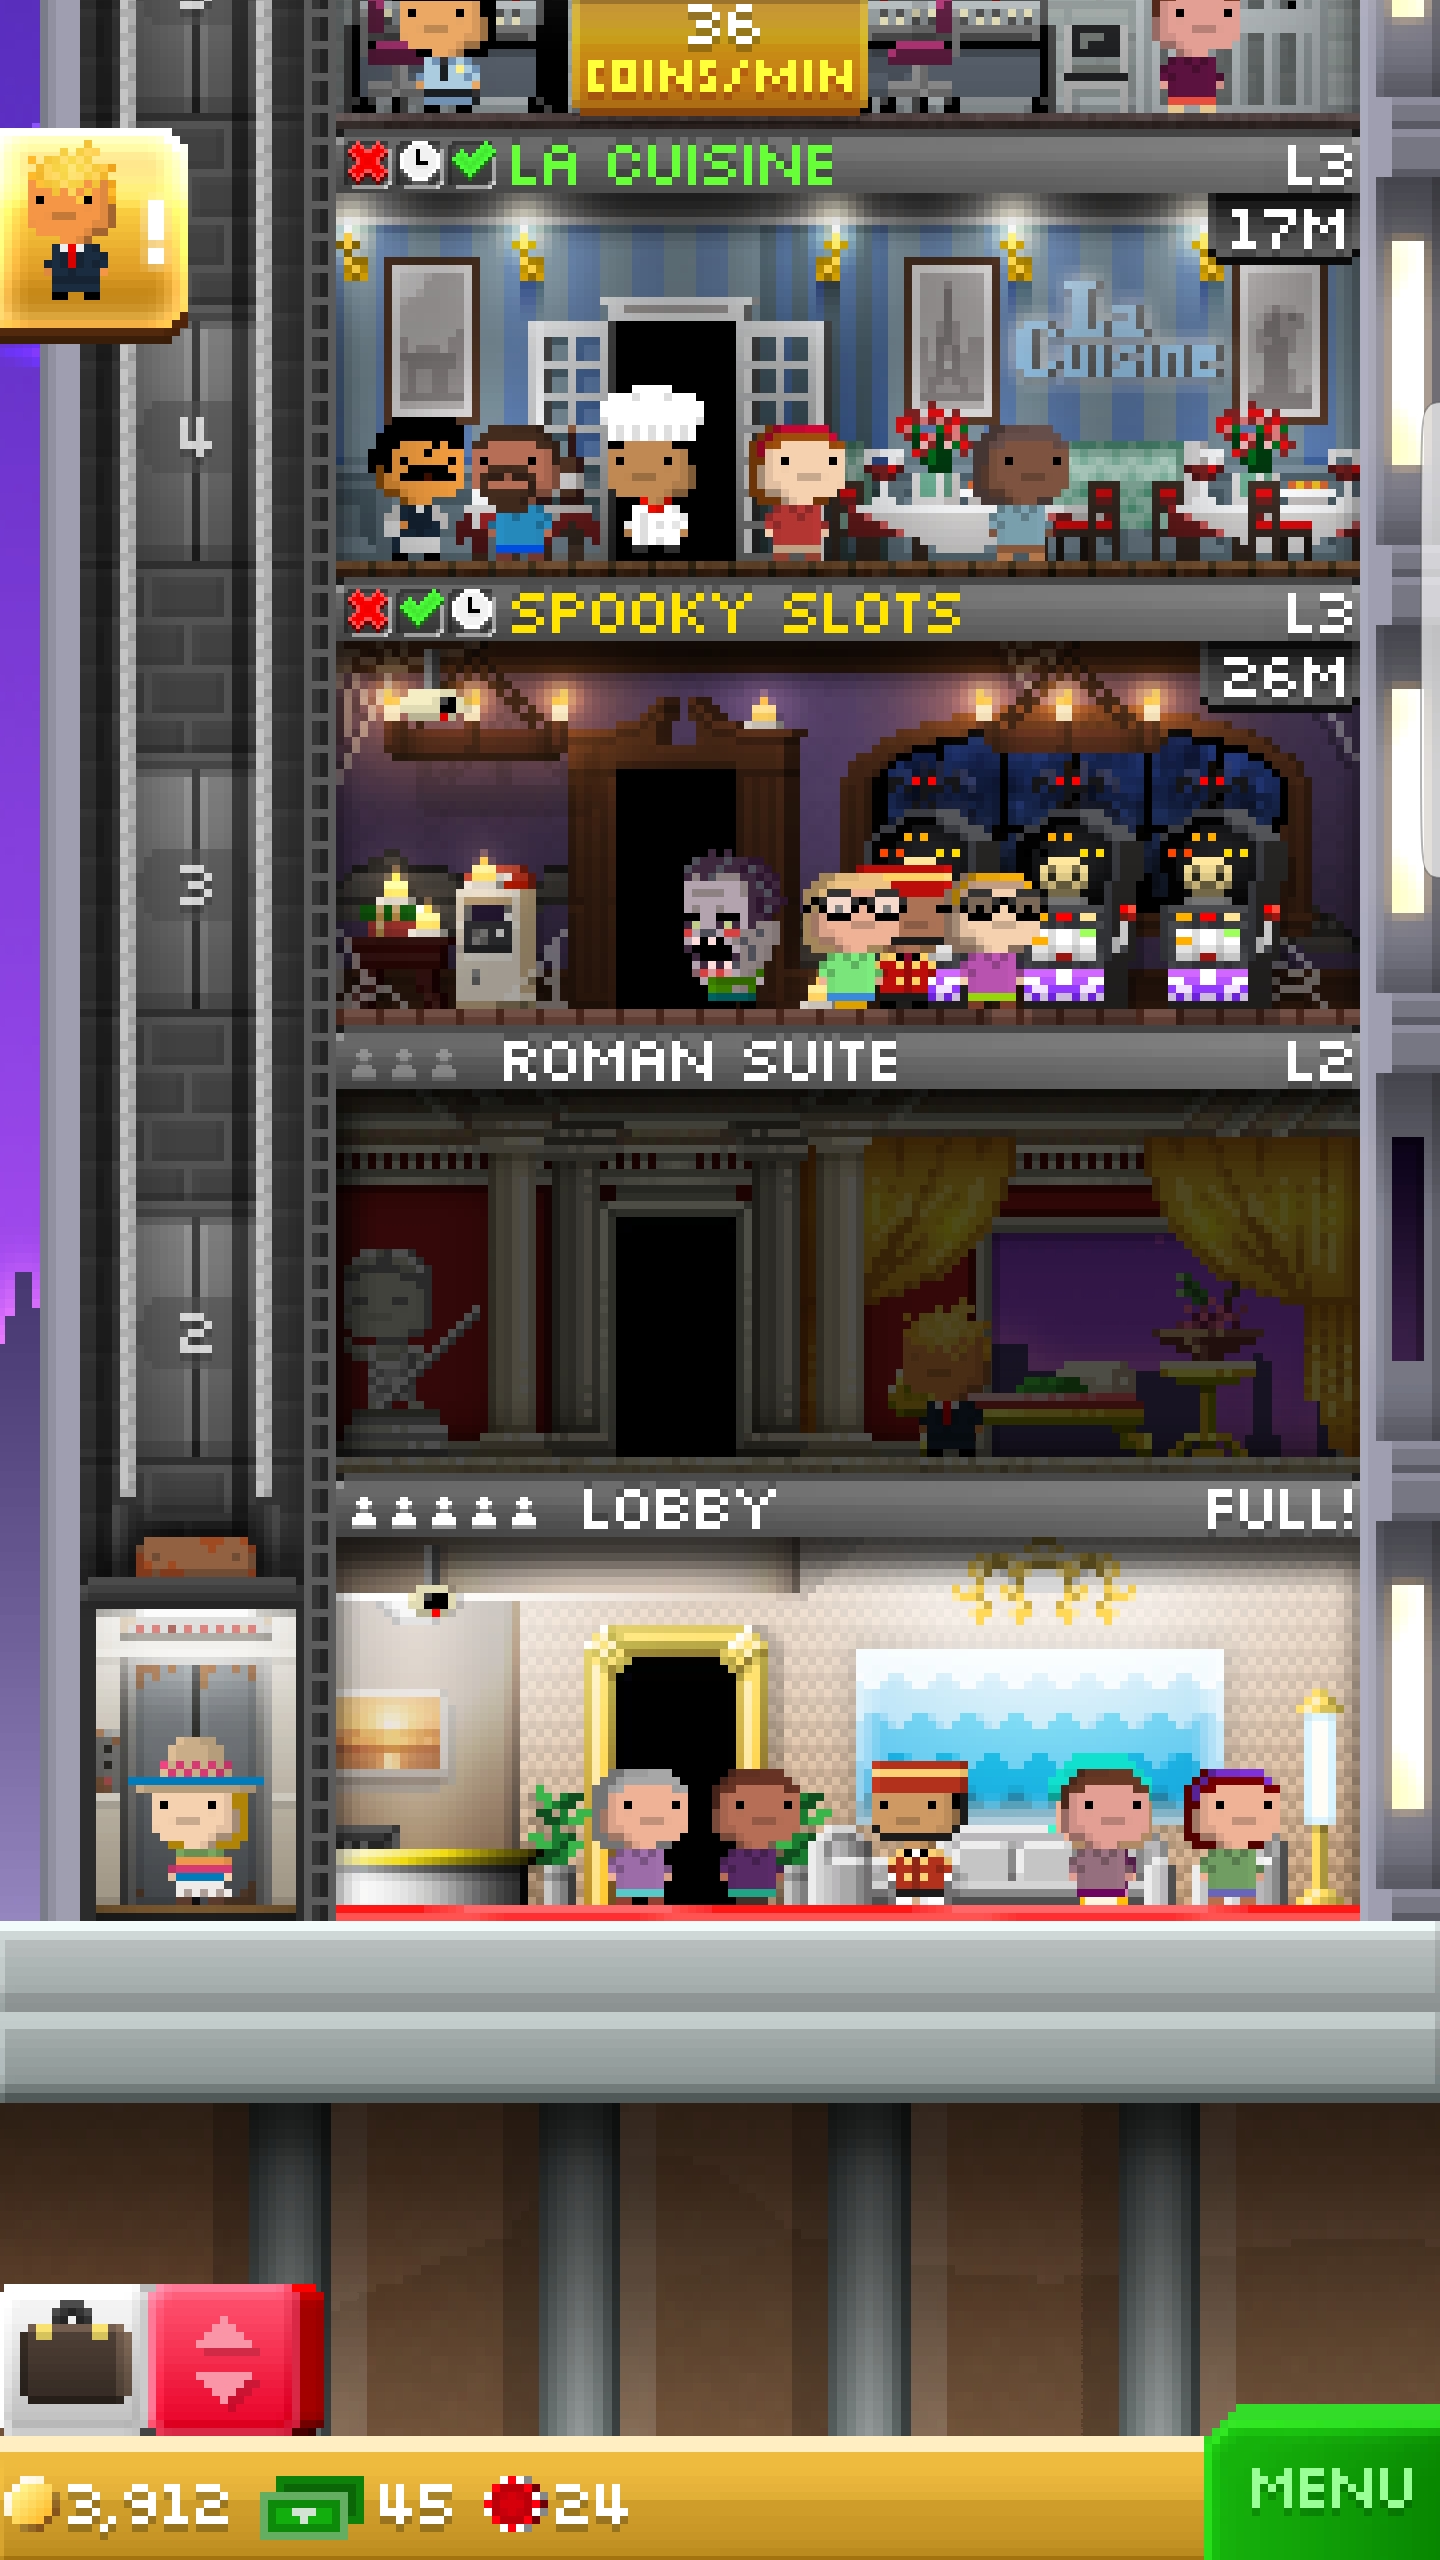 36
COINS/MIN
LA CUISINE L3
17M
La
Cuisine
4
SPOOKY SLOTS L3
26M
3
ROMAN SUITE L2
2
LOBBY FULL!
3,912 45 24
MENU